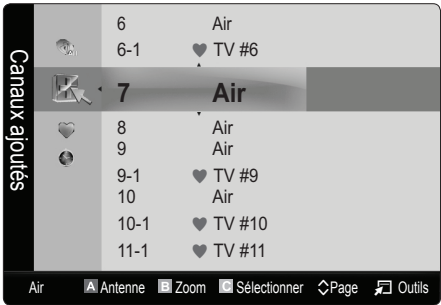 Canaux ajoutés
6 Air
6-1 ♥ TV #6
7 Air
8 Air
9 Air
9-1 ♥ TV #9
10 Air
10-1 ♥ TV #10
11-1 ♥ TV #11
Air A Antenne B Zoom C Sélectionner Page Outils